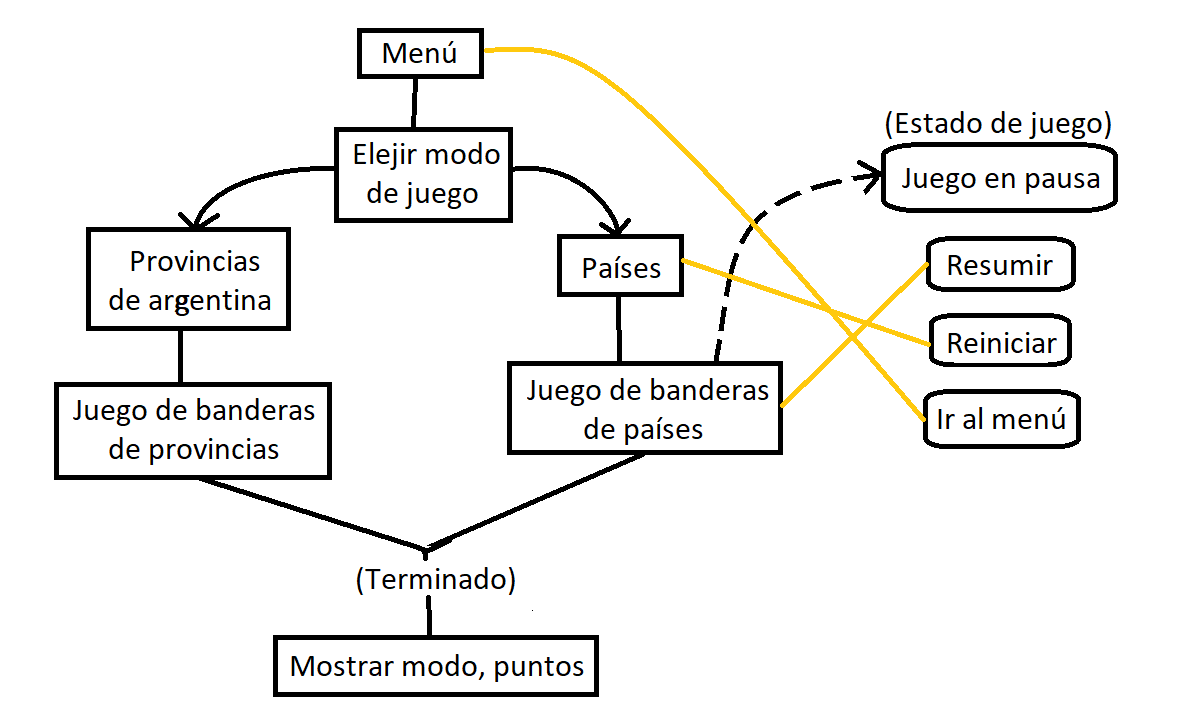 Menú
Elejir modo
de juego
(Estado de juego)
Juego en pausa
Provincias
de argentina
Países
Resumir
Reiniciar
Ir al menú
Juego de banderas
de provincias
Juego de banderas
de países
(Terminado)
Mostrar modo, puntos